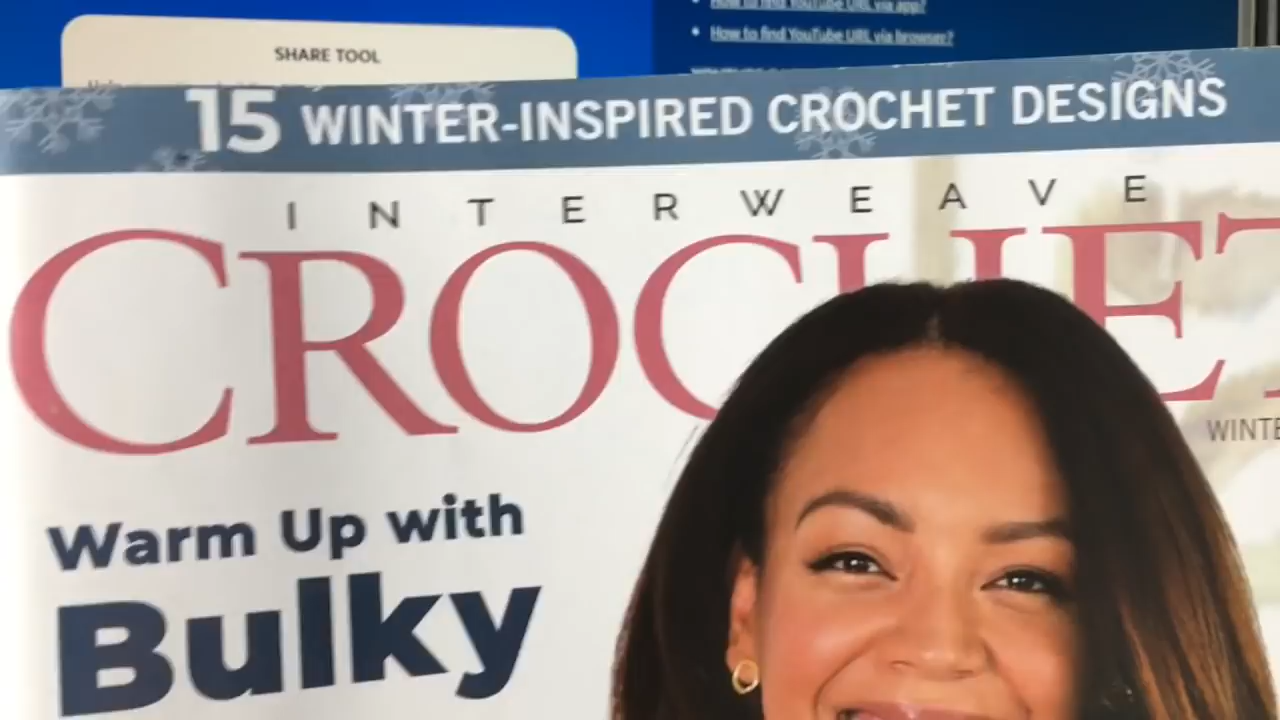 How to find YouTube URL via app?
How to find YouTube URL via browser?
SHARE TOOL
15 WINTER-INSPIRED CROCHET DESIGNS
INTERWEAVE
CROCHET
WINTE
Warm Up with
Bulky